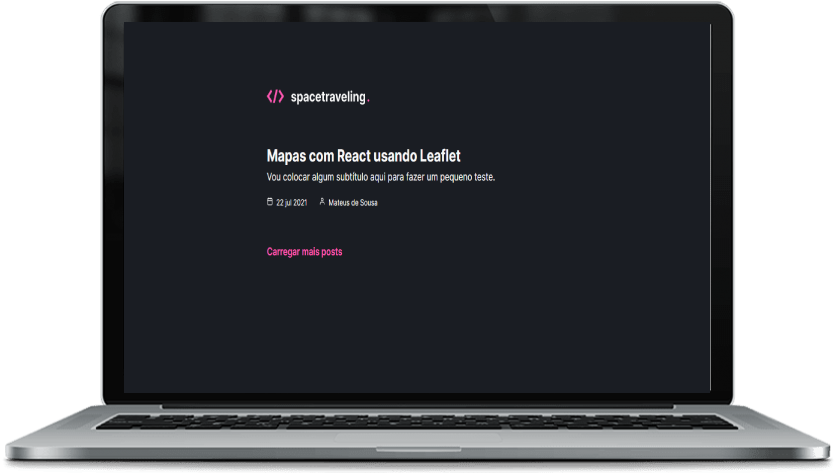 </> spacetraveling.
Mapas com React usando Leaflet
Vou colocar algum subtítulo aqui para fazer um pequeno teste.
22 jul 2021 Mateus de Sousa
Carregar mais posts